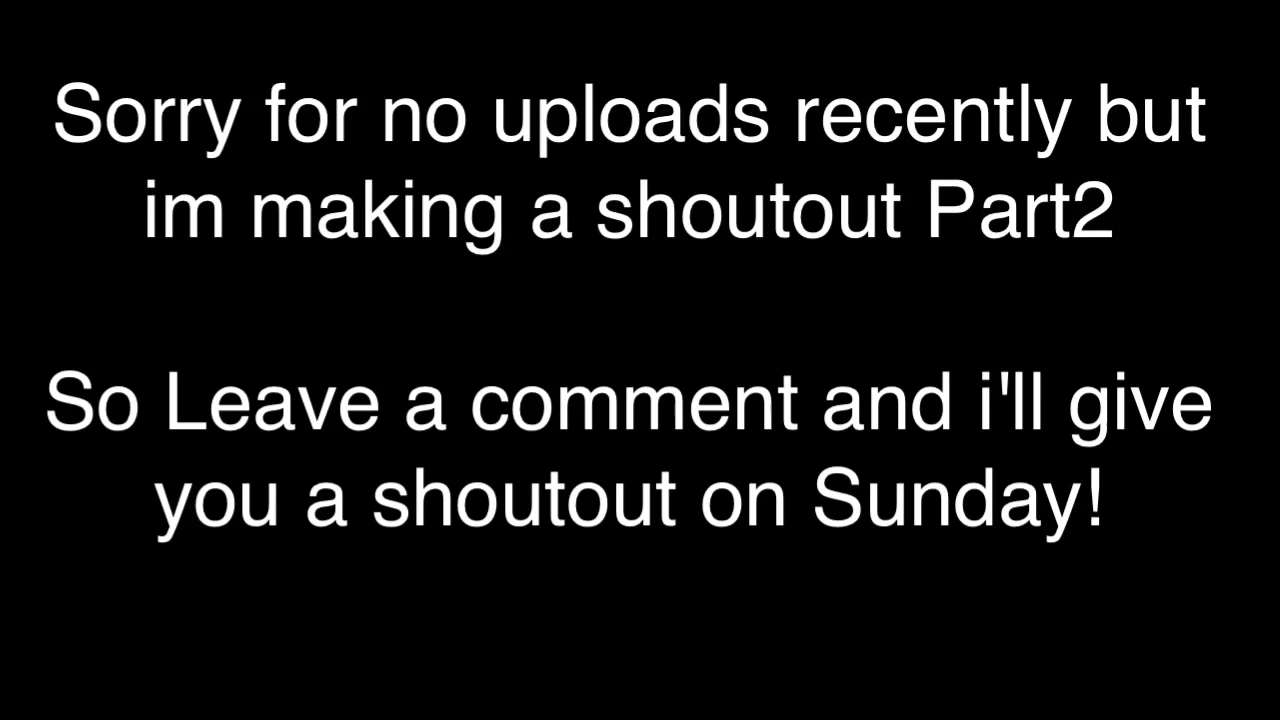 Sorry for no uploads recently but
im making a shoutout Part2
So Leave a comment and i'll give
you a shoutout on Sunday!